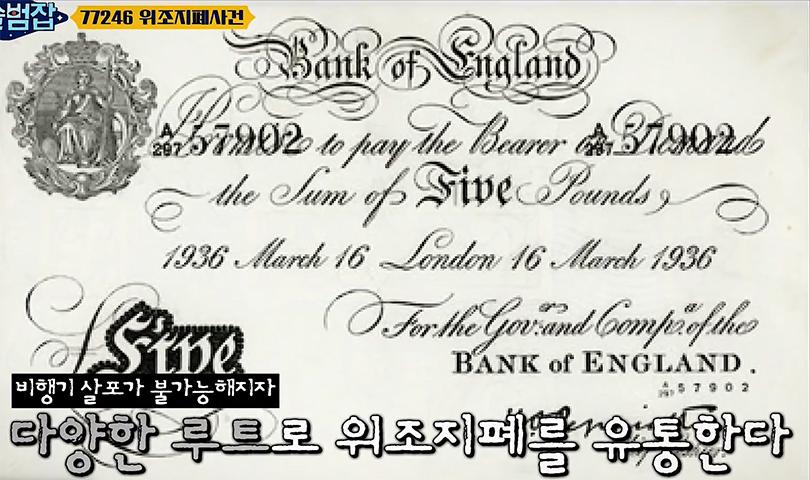 범잡
77246 위조지폐사건
Bank of England
A
297 57902 to pay the Bearer on Demand A
297 57902
the Sum of Five Pounds
1936 March 16 London 16 March 1936
For the Gov.r and Comp.a of the
BANK of ENGLAND.
A
297 57902
Five
비행기 살포가 불가능해지자
다양한 루트로 위조지폐를 유통한다